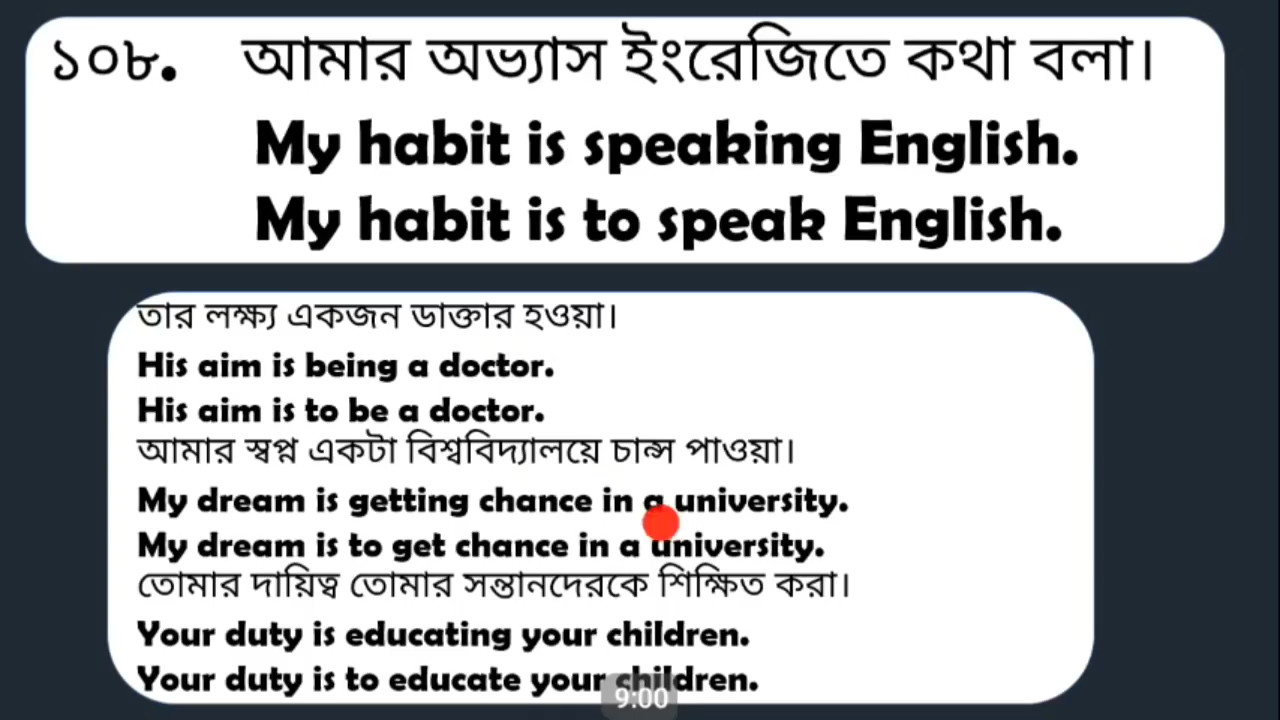 ১০৮. আমার অভ্যাস ইংরেজিতে কথা বলা।
My habit is speaking English.
My habit is to speak English.
তার লক্ষ্য একজন ডাক্তার হওয়া।
His aim is being a doctor.
His aim is to be a doctor.
আমার স্বপ্ন একটা বিশ্ববিদ্যালয়ে চান্স পাওয়া।
My dream is getting chance in a university.
My dream is to get chance in a university.
তোমার দায়িত্ব তোমার সন্তানদেরকে শিক্ষিত করা।
Your duty is educating your children.
Your duty is to educate your children.
9:00